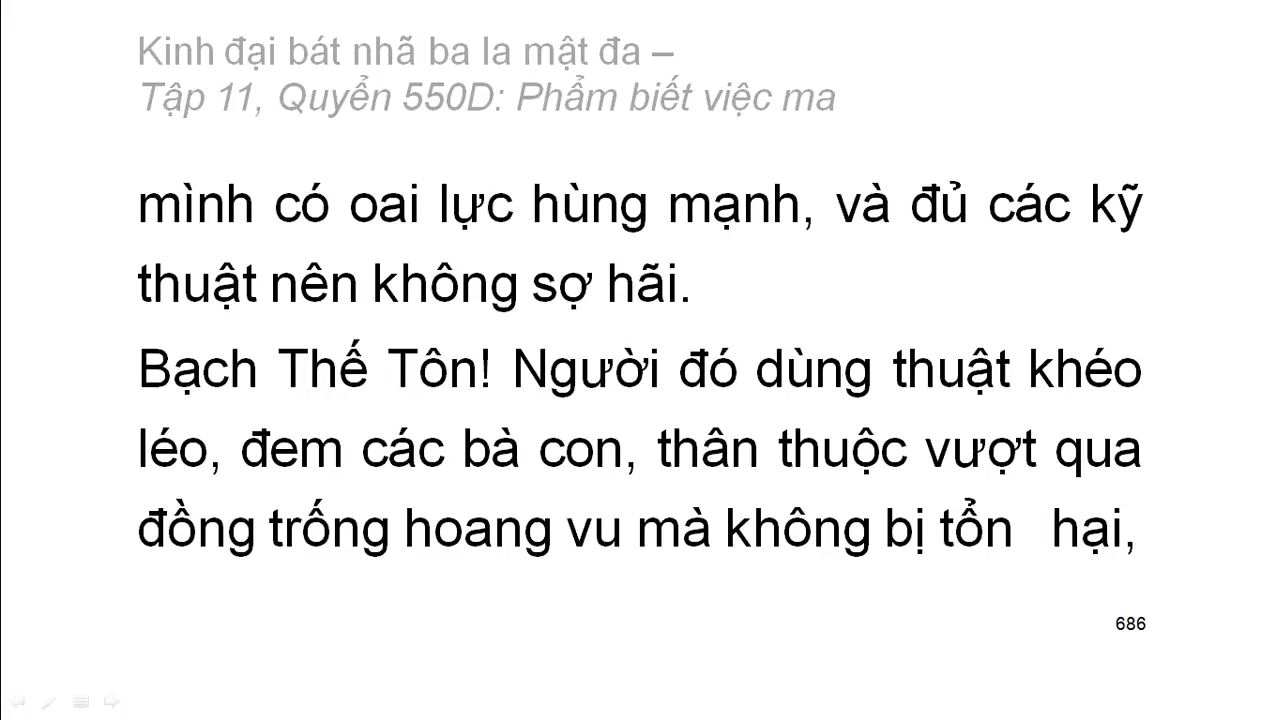 Kinh đại bát nhã ba la mật đa –
Tập 11, Quyển 550D: Phẩm biết việc ma
mình có oai lực hùng mạnh, và đủ các kỹ
thuật nên không sợ hãi.
Bạch Thế Tôn! Người đó dùng thuật khéo
léo, đem các bà con, thân thuộc vượt qua
đồng trống hoang vu mà không bị tổn hại,
686